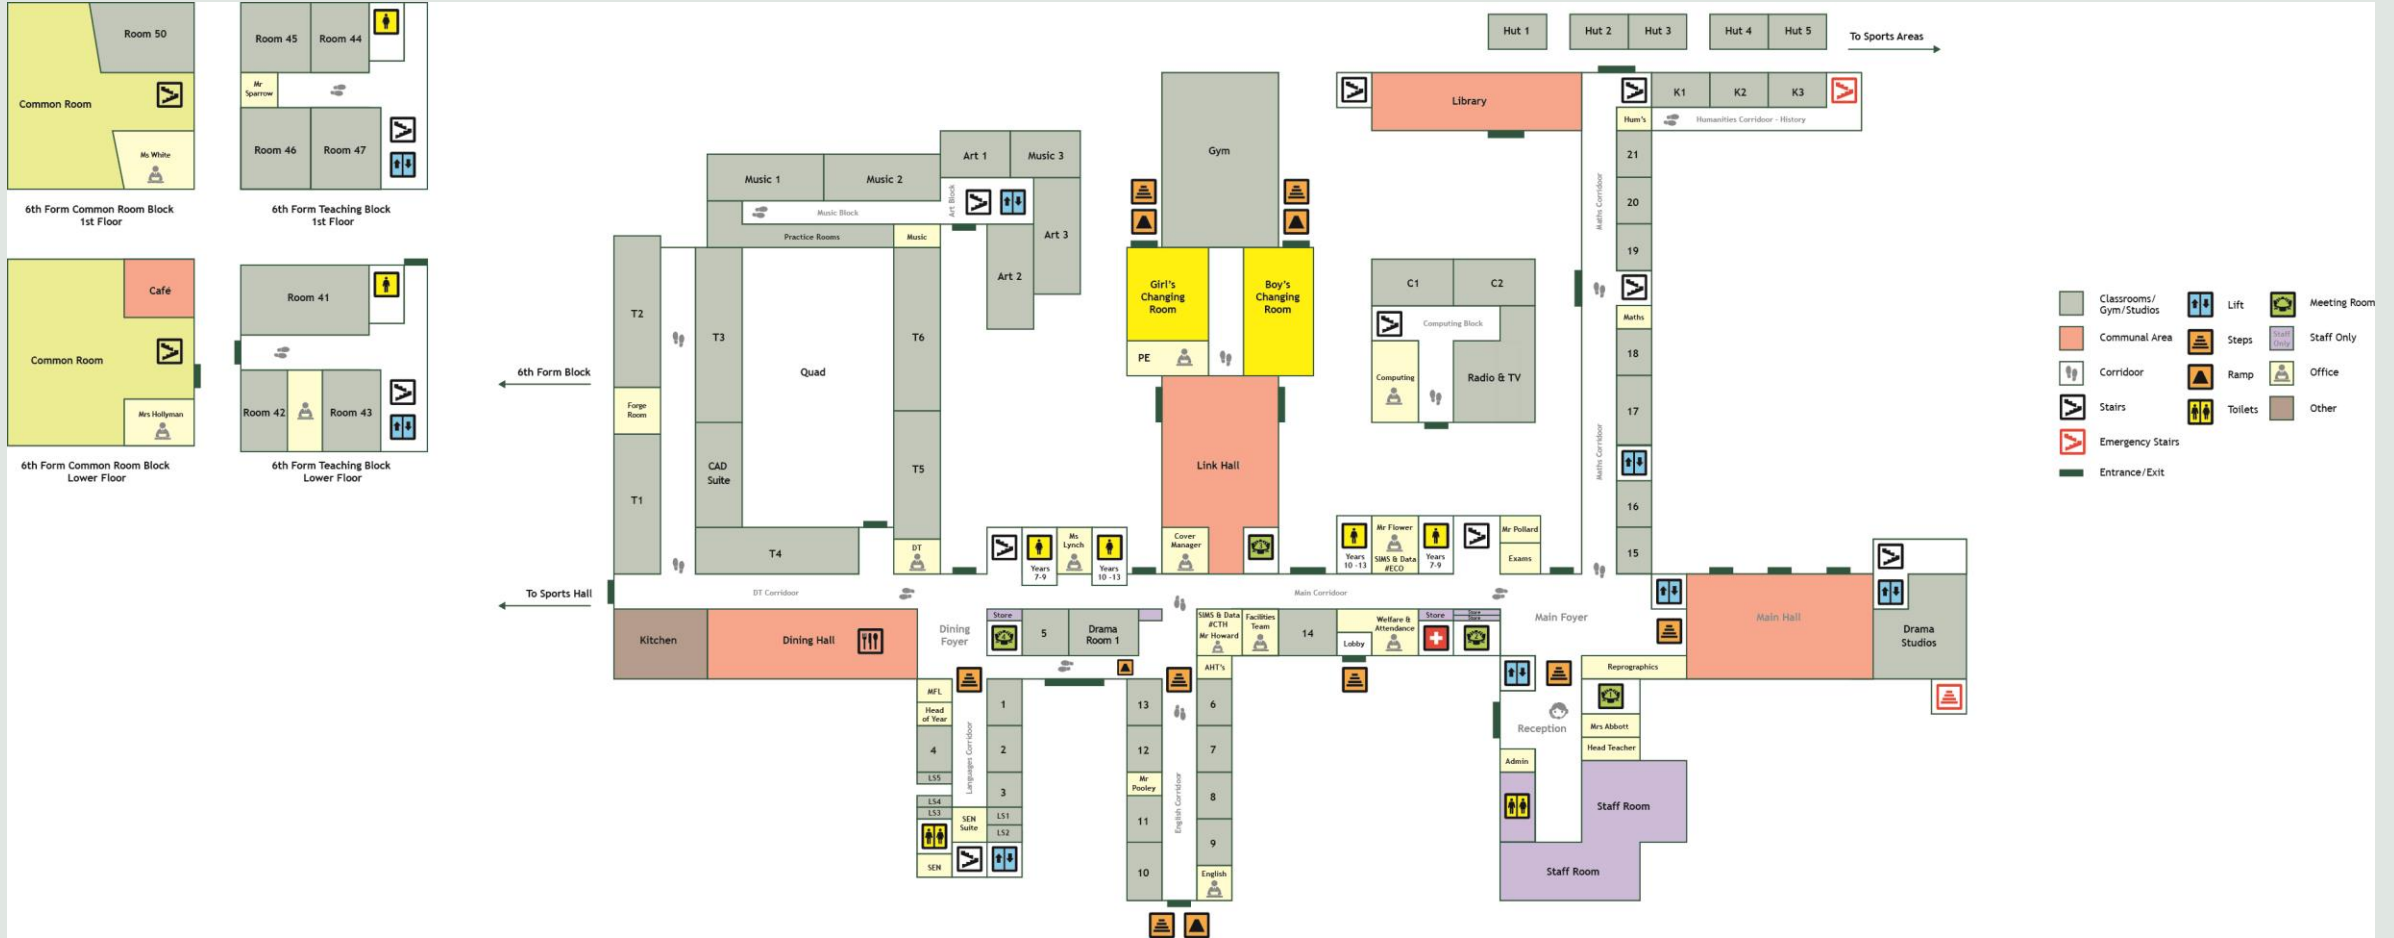 Room 50
Common Room
Ms White
6th Form Common Room Block
1st Floor
Room 45
Room 44
Mr
Sparrow
Room 46
Room 47
6th Form Teaching Block
1st Floor
Café
Common Room
Mrs Hollyman
6th Form Common Room Block
Lower Floor
Room 41
Room 42
Room 43
6th Form Teaching Block
Lower Floor
6th Form Block
To Sports Hall
T2
Forge
Room
T1
T3
CAD
Suite
T4
Quad
Music 1
Music 2
Music Block
Practice Rooms
Music
Art Block
Art 1
Music 3
Art 3
Art 2
T6
T5
DT
DT Corridor
Kitchen
Dining Hall
Dining
Foyer
Years
7-9
Ms
Lynch
Years
10 -13
Gym
Girl's
Changing
Room
Boy's
Changing
Room
PE
Link Hall
Cover
Manager
Main Corridor
Store
5
Drama
Room 1
MFL
Head
of Year
4
LS5
LS4
LS3
SEN
Languages Corridor
SEN
Suite
1
2
3
LS1
LS2
13
12
Mr
Pooley
11
10
English Corridor
SIMS & Data
#CTH
Mr Howard
Facilities
Team
AHT's
6
7
8
9
English
14
Lobby
Welfare &
Attendance
Store
Store
Store
Years
10 -13
Mr Flower
SIMS & Data
#ECO
Years
7-9
Mr Pollard
Exams
Library
C1
C2
Computing Block
Computing
Radio & TV
Hut 1
Hut 2
Hut 3
Hut 4
Hut 5
To Sports Areas
K1
K2
K3
Hum's
Humanities Corridor - History
21
20
19
Maths Corridor
Maths
18
17
Maths Corridor
16
15
Main Foyer
Main Hall
Drama
Studios
Reprographics
Reception
Mrs Abbott
Head Teacher
Admin
Staff Room
Staff Room
Classrooms/
Gym/Studios
Communal Area
Corridor
Stairs
Emergency Stairs
Entrance/Exit
Lift
Steps
Ramp
Toilets
Meeting Room
Staff
Only
Staff Only
Office
Other